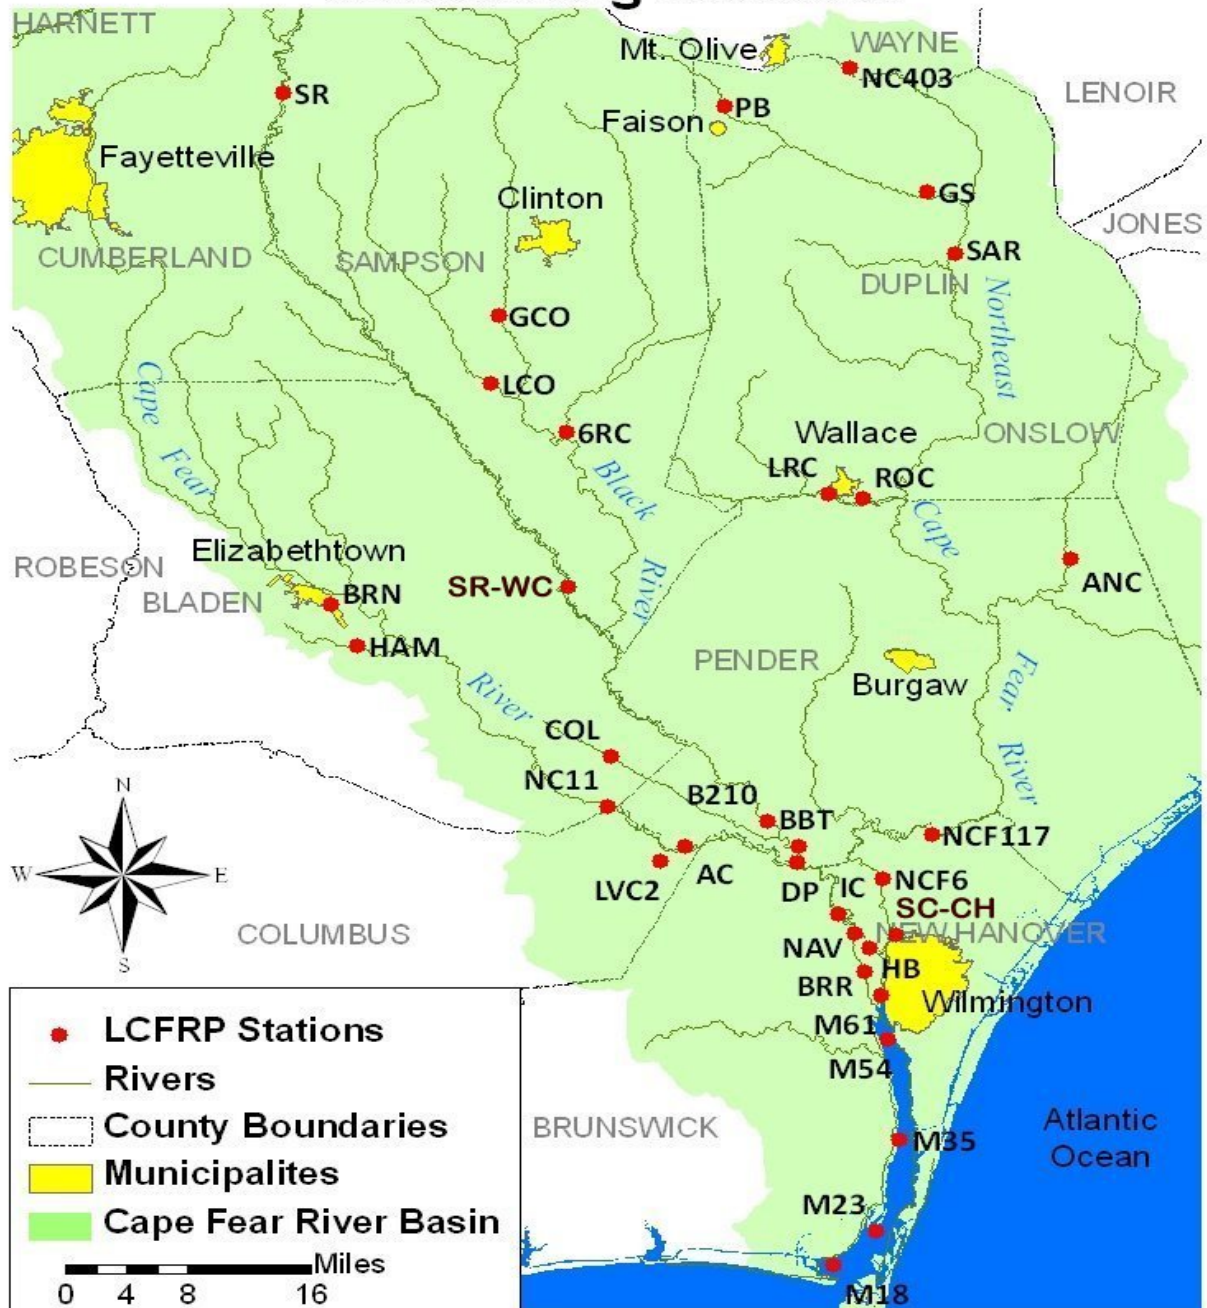 HARNETT
Mt. Olive
WAYNE
NC403
LENOIR
SR
PB
Faison
Fayetteville
Clinton
GS
JONES
CUMBERLAND
SAMPSON
SAR
DUPLIN
Northeast
GCO
Cape
LCO
6RC
Wallace
ONSLOW
Fear
Black
LRC
ROC
Cape
Elizabethtown
ROBESON
BLADEN
BRN
SR-WC
River
ANC
HAM
PENDER
Fear
Burgaw
River
COL
River
NC11
B210
BBT
NCF117
N
W
E
S
LVC2
AC
DP
IC
NCF6
SC-CH
COLUMBUS
NEW HANOVER
NAV
HB
BRR
Wilmington
M61
M54
BRUNSWICK
M35
Atlantic
Ocean
M23
M18
LCFRP Stations
Rivers
County Boundaries
Municipalites
Cape Fear River Basin
Miles
0 4 8 16